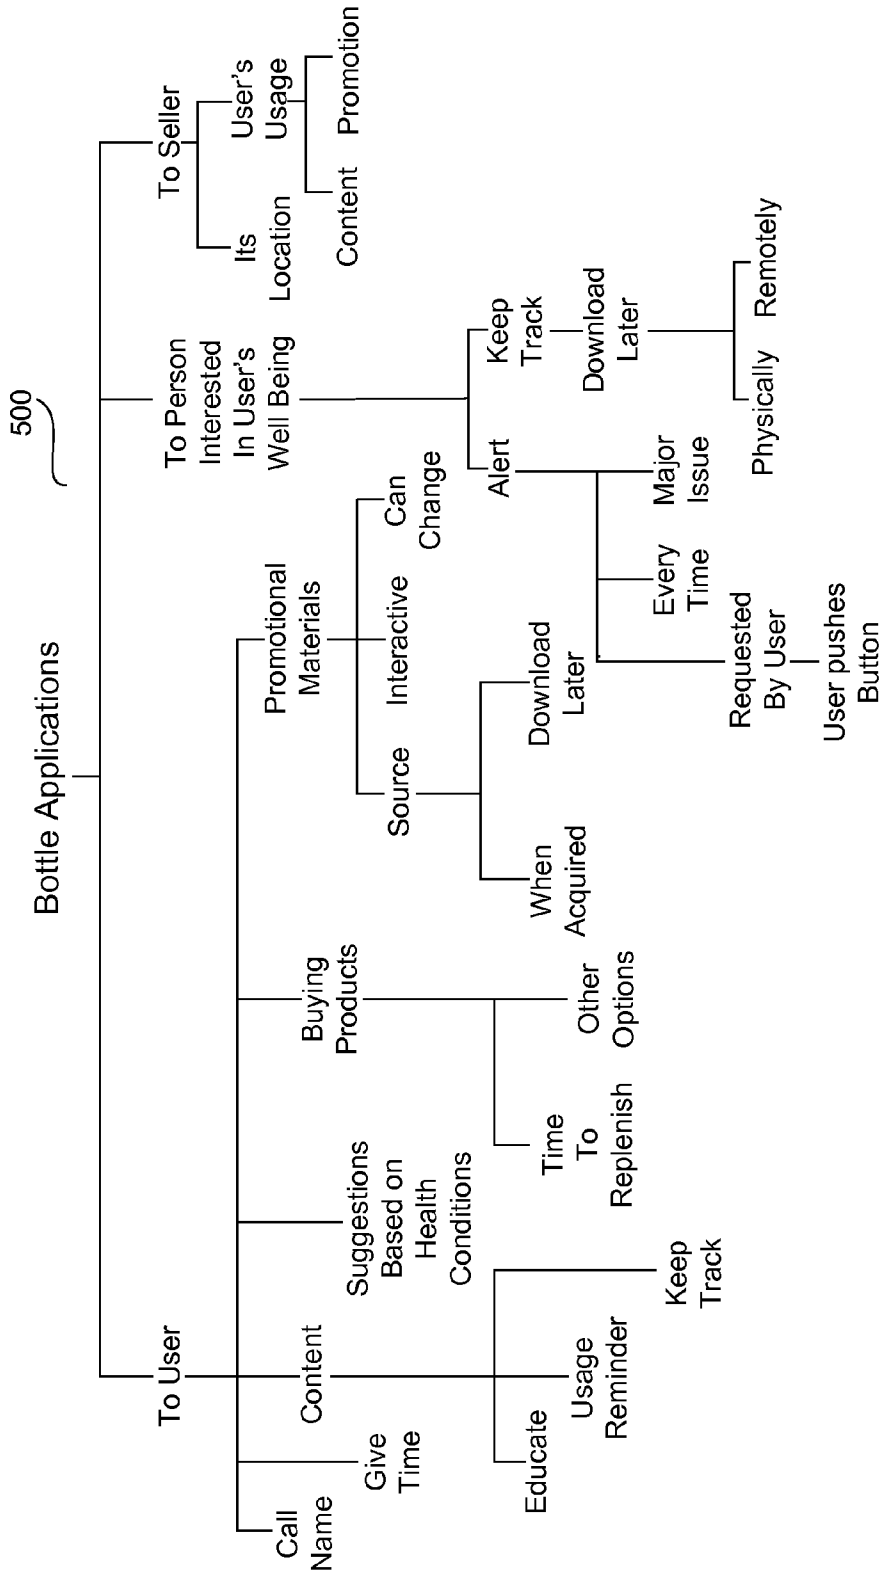 Bottle Applications
500
To User
To Person
Interested
In User's
Well Being
To Seller
Call
Name
Give
Time
Content
Suggestions
Based on
Health
Conditions
Buying
Products
Promotional
Materials
Its
Location
User's
Usage
Educate
Usage
Reminder
Keep
Track
Time
To
Replenish
Other
Options
Source
Interactive
Can
Change
When
Acquired
Download
Later
Alert
Keep
Track
Download
Later
Content
Promotion
Requested
By User
User pushes
Button
Every
Time
Major
Issue
Physically
Remotely